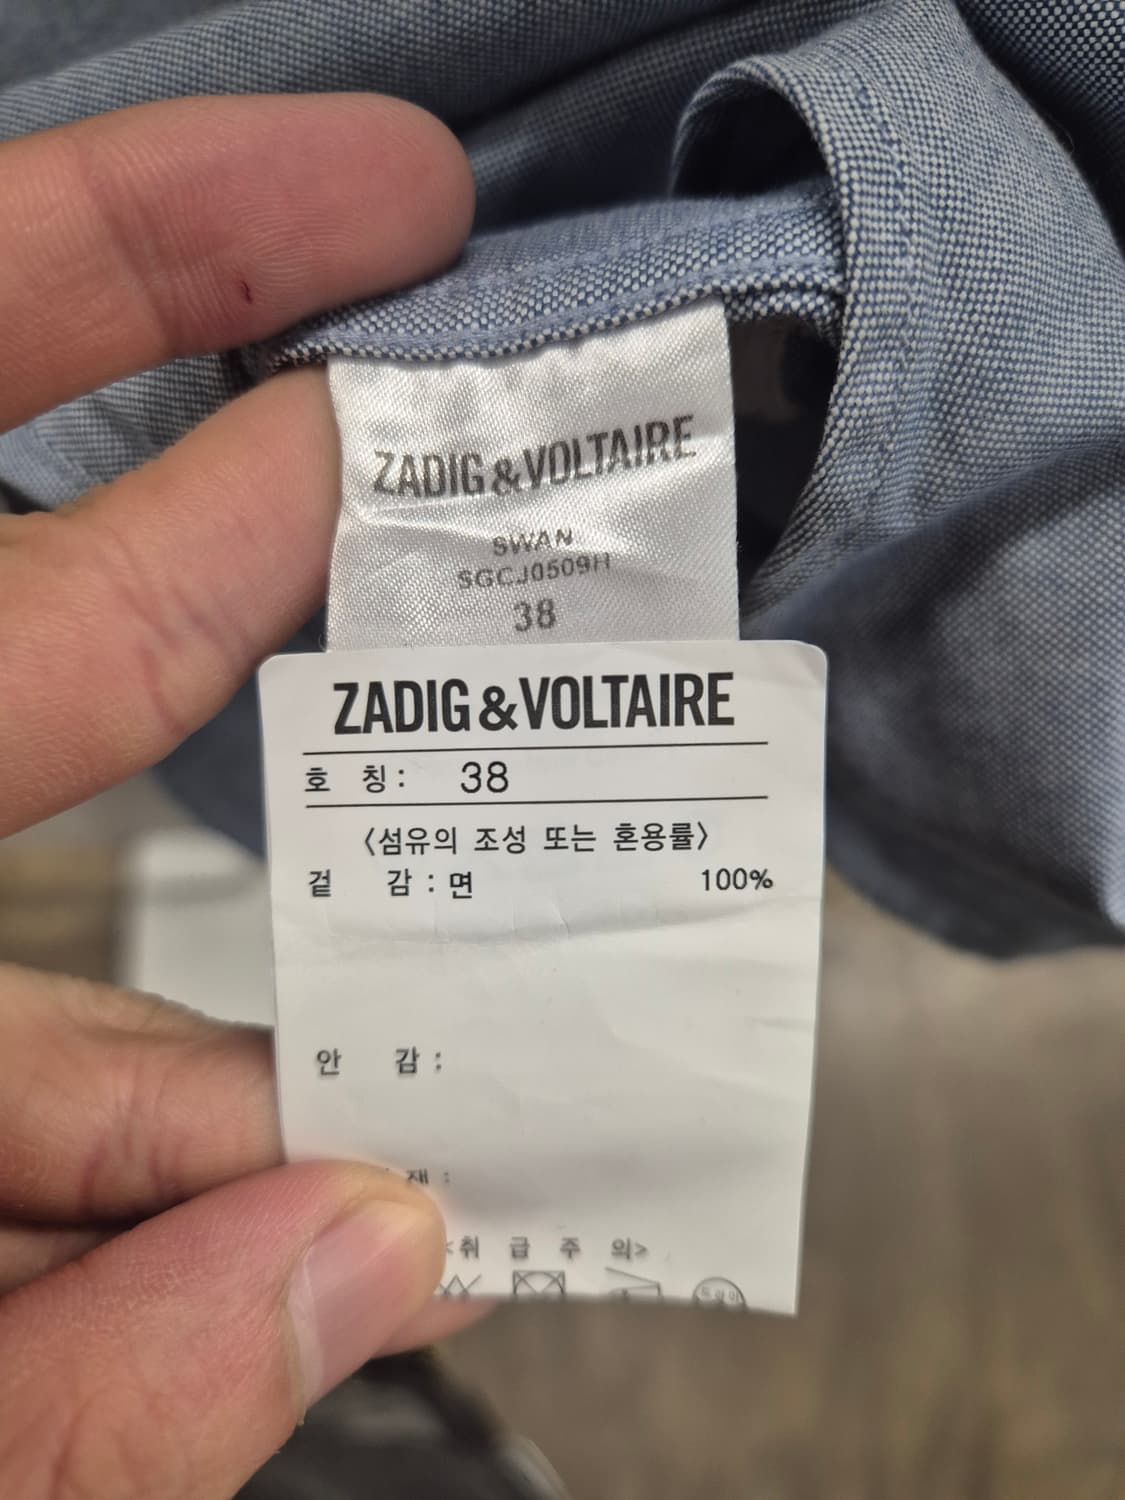 ZADIG & VOLTAIRE
SWAN
SGCJ0509H
38
ZADIG & VOLTAIRE
호 칭 : 38
〈섬유의 조성 또는 혼용률〉
겉 감 : 면 100%
안 감 :
재 :
<취 급 주 의>